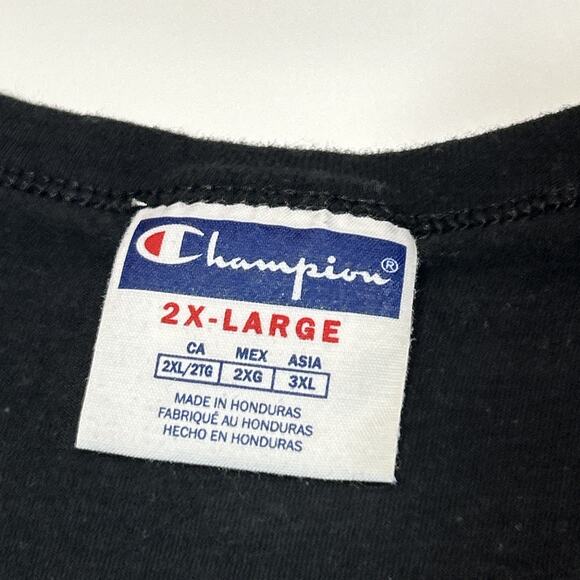 Champion®
2X-LARGE
CA MEX ASIA
2XL/2TG 2XG 3XL
MADE IN HONDURAS
FABRIQUÉ AU HONDURAS
HECHO EN HONDURAS